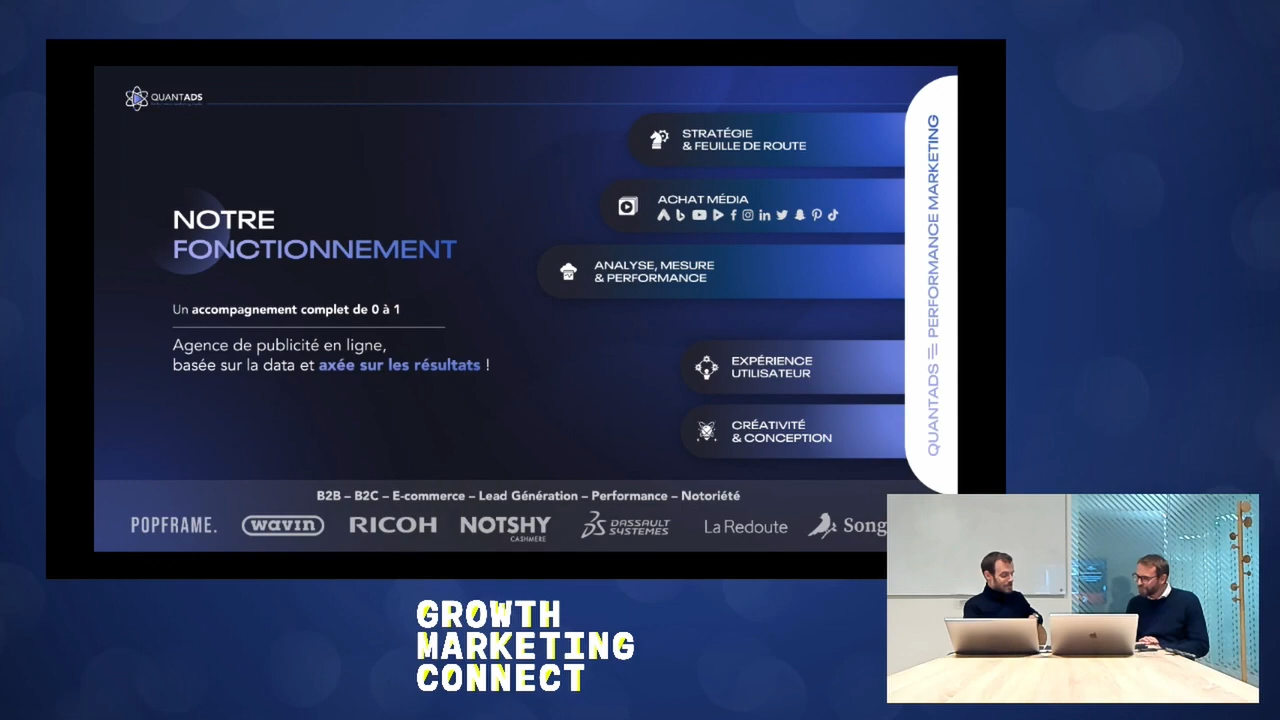 QUANTADS
NOTRE
FONCTIONNEMENT
Un accompagnement complet de 0 à 1
Agence de publicité en ligne,
basée sur la data et axée sur les résultats !
STRATÉGIE
& FEUILLE DE ROUTE
ACHAT MÉDIA
ANALYSE, MESURE
& PERFORMANCE
EXPÉRIENCE
UTILISATEUR
CRÉATIVITÉ
& CONCEPTION
QUANTADS PERFORMANCE MARKETING
B2B – B2C – E-commerce – Lead Génération – Performance – Notoriété
POPFRAME.
wavin
RICOH
NOTSHY
CASHMERE
DASSAULT
SYSTEMES
La Redoute
Song
GROWTH
MARKETING
CONNECT